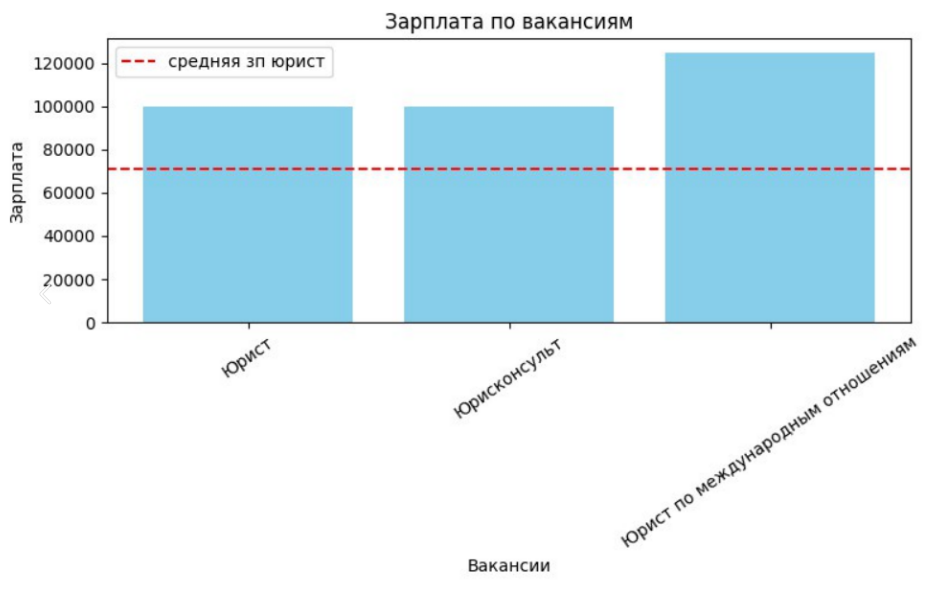 Зарплата по вакансиям
средняя зп юрист
Зарплата
120000
100000
80000
60000
40000
20000
0
Юрист
Юрисконсульт
Юрист по международным отношениям
Вакансии